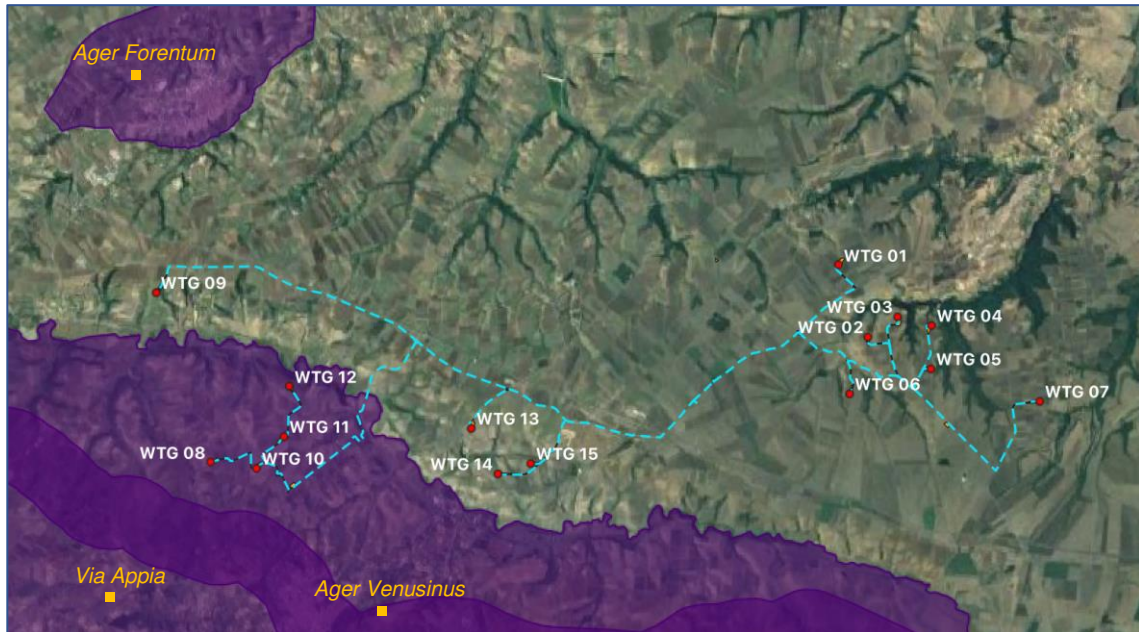 Ager Forentum
WTG 01
WTG 09
WTG 03
WTG 04
WTG 02
WTG 05
WTG 12
WTG 06
WTG 07
WTG 13
WTG 11
WTG 08
WTG 10
WTG 14
WTG 15
Via Appia
Ager Venusinus